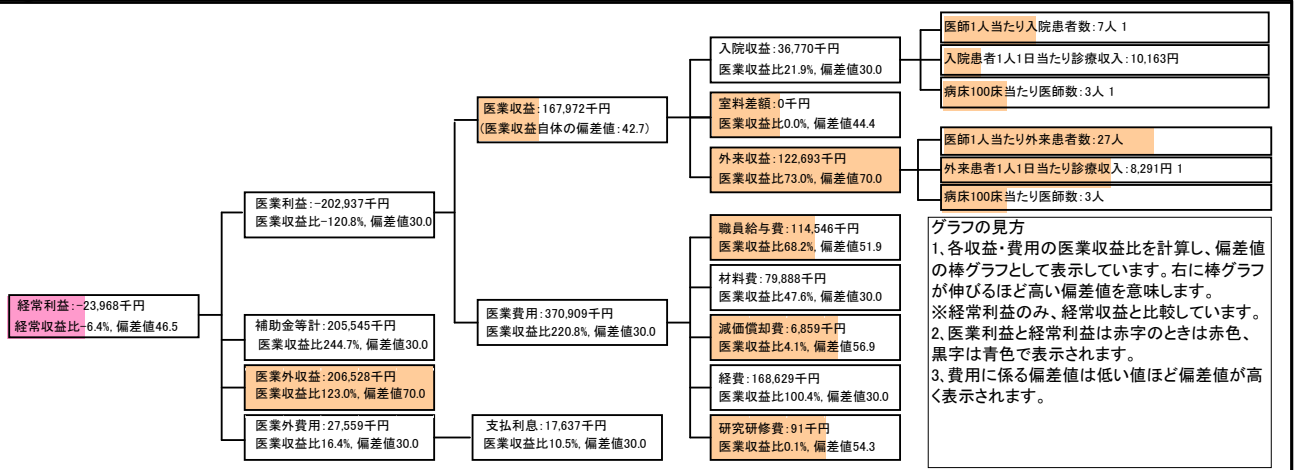 経常利益:-23,968千円
経常収益比-6.4%, 偏差値46.5
医業利益:-202,937千円
医業収益比-120.8%, 偏差値30.0
補助金等計:205,545千円
医業収益比244.7%, 偏差値30.0
医業外収益:206,528千円
医業収益比123.0%, 偏差値70.0
医業外費用:27,559千円
医業収益比16.4%, 偏差値30.0
支払利息:17,637千円
医業収益比10.5%, 偏差値30.0
医業収益:167,972千円
(医業収益自体の偏差値:42.7)
医業費用:370,909千円
医業収益比220.8%, 偏差値30.0
入院収益:36,770千円
医業収益比21.9%, 偏差値30.0
室料差額:0千円
医業収益比0.0%, 偏差値44.4
外来収益:122,693千円
医業収益比73.0%, 偏差値70.0
職員給与費:114,546千円
医業収益比68.2%, 偏差値51.9
材料費:79,888千円
医業収益比47.6%, 偏差値30.0
減価償却費:6,859千円
医業収益比4.1%, 偏差値56.9
経費:168,629千円
医業収益比100.4%, 偏差値30.0
研究研修費:91千円
医業収益比0.1%, 偏差値54.3
医師1人当たり入院患者数:7人 1
入院患者1人1日当たり診療収入:10,163円
病床100床当たり医師数:3人 1
医師1人当たり外来患者数:27人
外来患者1人1日当たり診療収入:8,291円 1
病床100床当たり医師数:3人
グラフの見方
1、各収益・費用の医業収益比を計算し、偏差値
の棒グラフとして表示しています。右に棒グラフ
が伸びるほど高い偏差値を意味します。
※経常利益のみ、経常収益と比較しています。
2、医業利益と経常利益は赤字のときは赤色、
黒字は青色で表示されます。
3、費用に係る偏差値は低い値ほど偏差値が高
く表示されます。